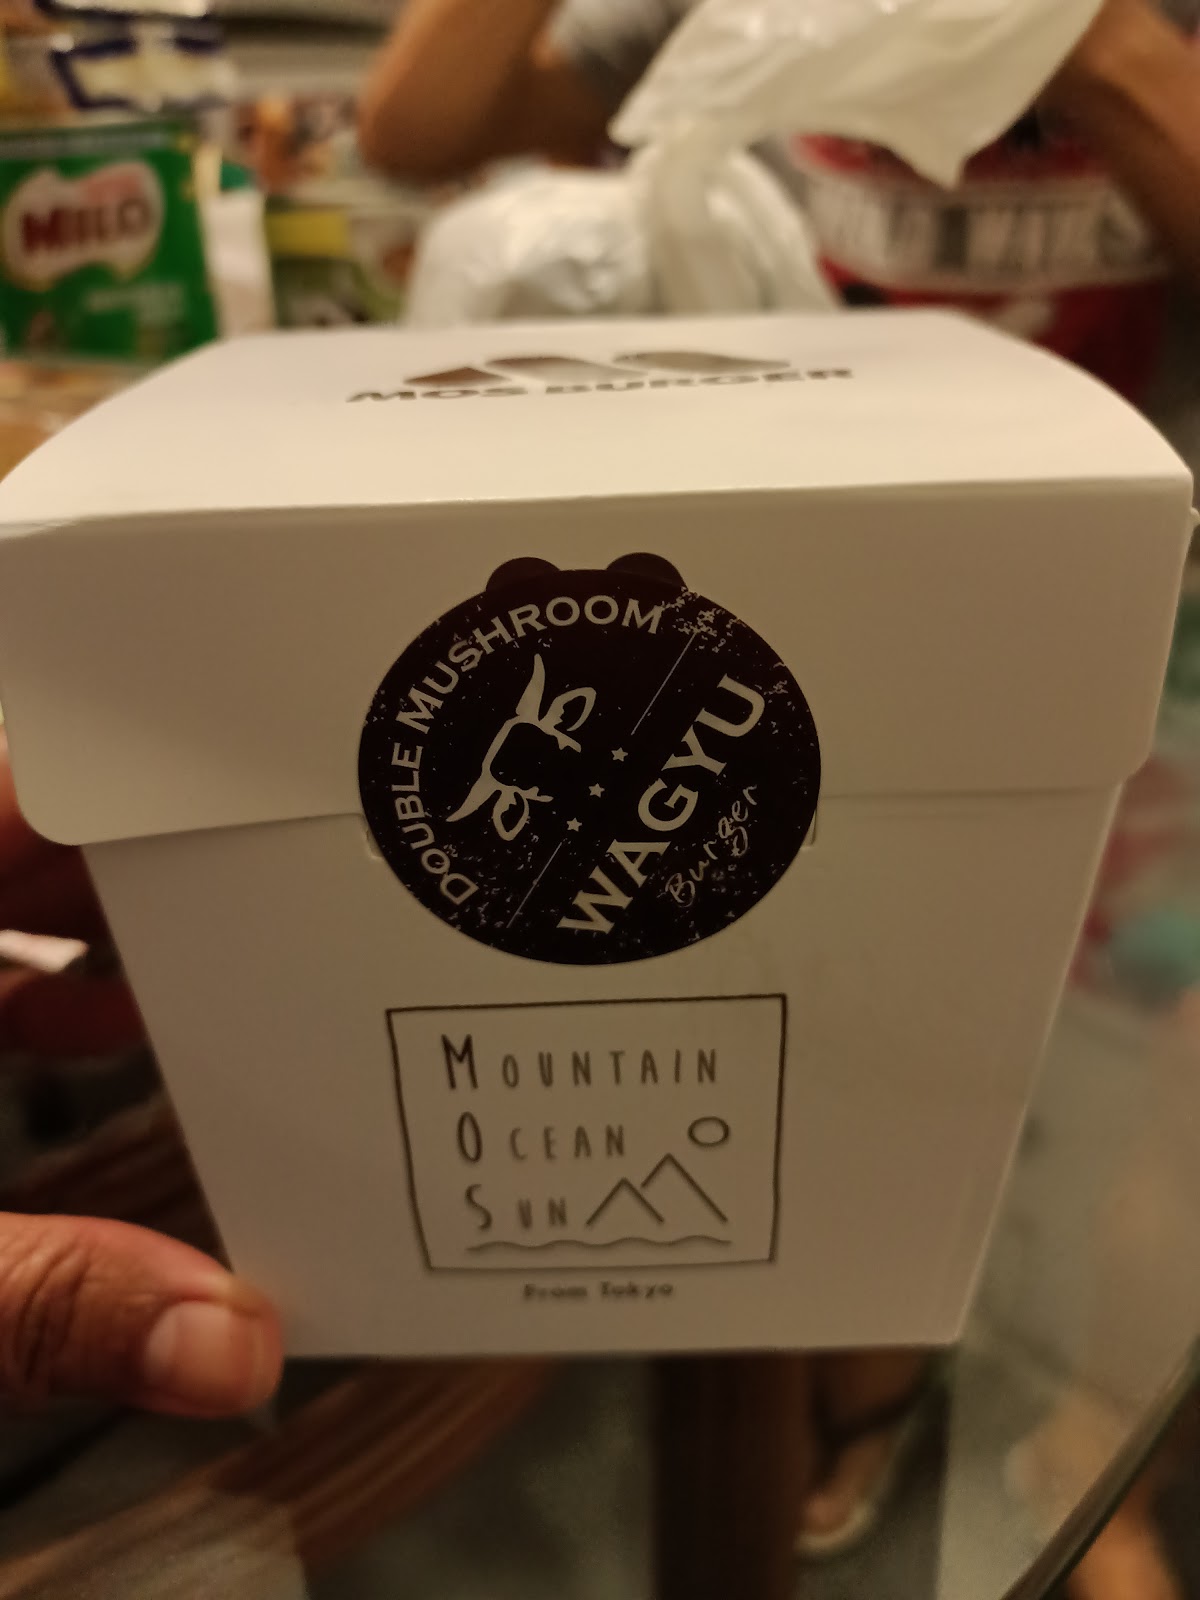 MILO
MOS BURGER
DOUBLE MUSHROOM
WAGYU
Burger
MOUNTAIN
OCEAN
SUN
From Tokyo